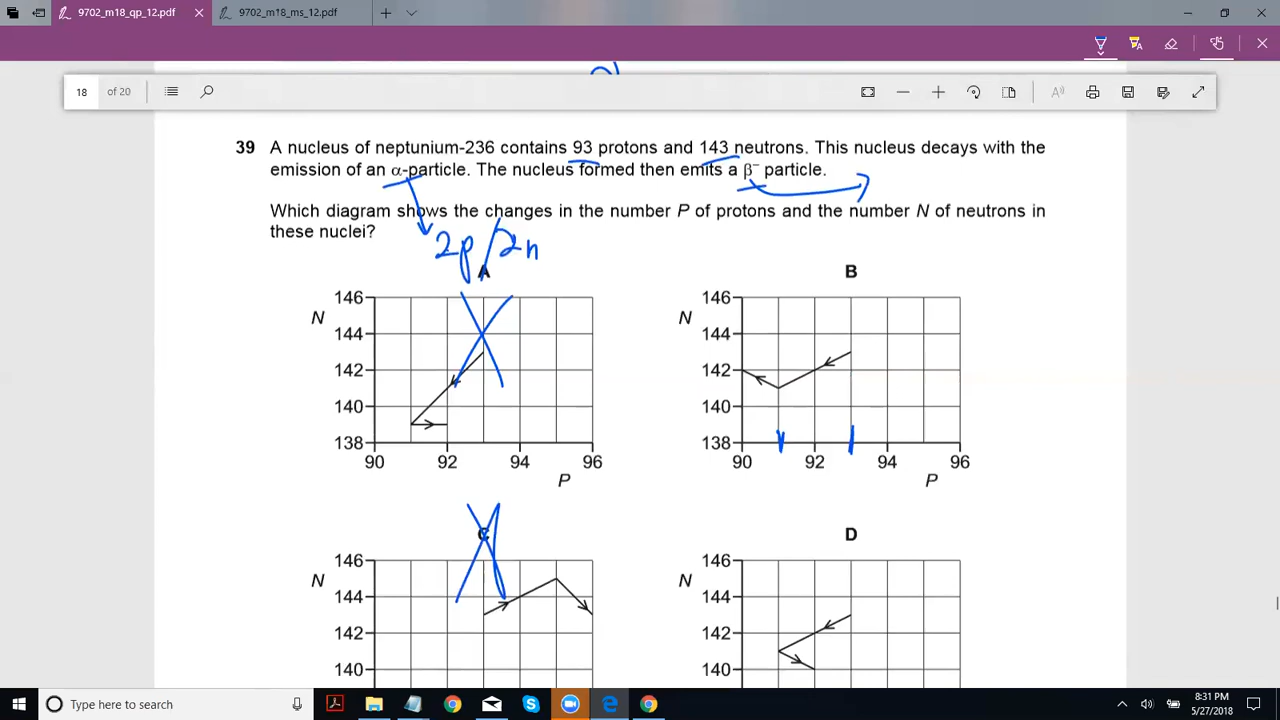 9702_m18_qp_12.pdf
9702_m18_ms_12.pdf
18 of 20
39 A nucleus of neptunium-236 contains 93 protons and 143 neutrons. This nucleus decays with the
emission of an α-particle. The nucleus formed then emits a β⁻ particle.
Which diagram shows the changes in the number P of protons and the number N of neutrons in
these nuclei?
2p/2n
A
B
146
N
144
142
140
138
90 92 94 96
P
146
N
144
142
140
138
90 92 94 96
P
C
D
146
N
144
142
140
146
N
144
142
140
Type here to search
8:31 PM
5/27/2018